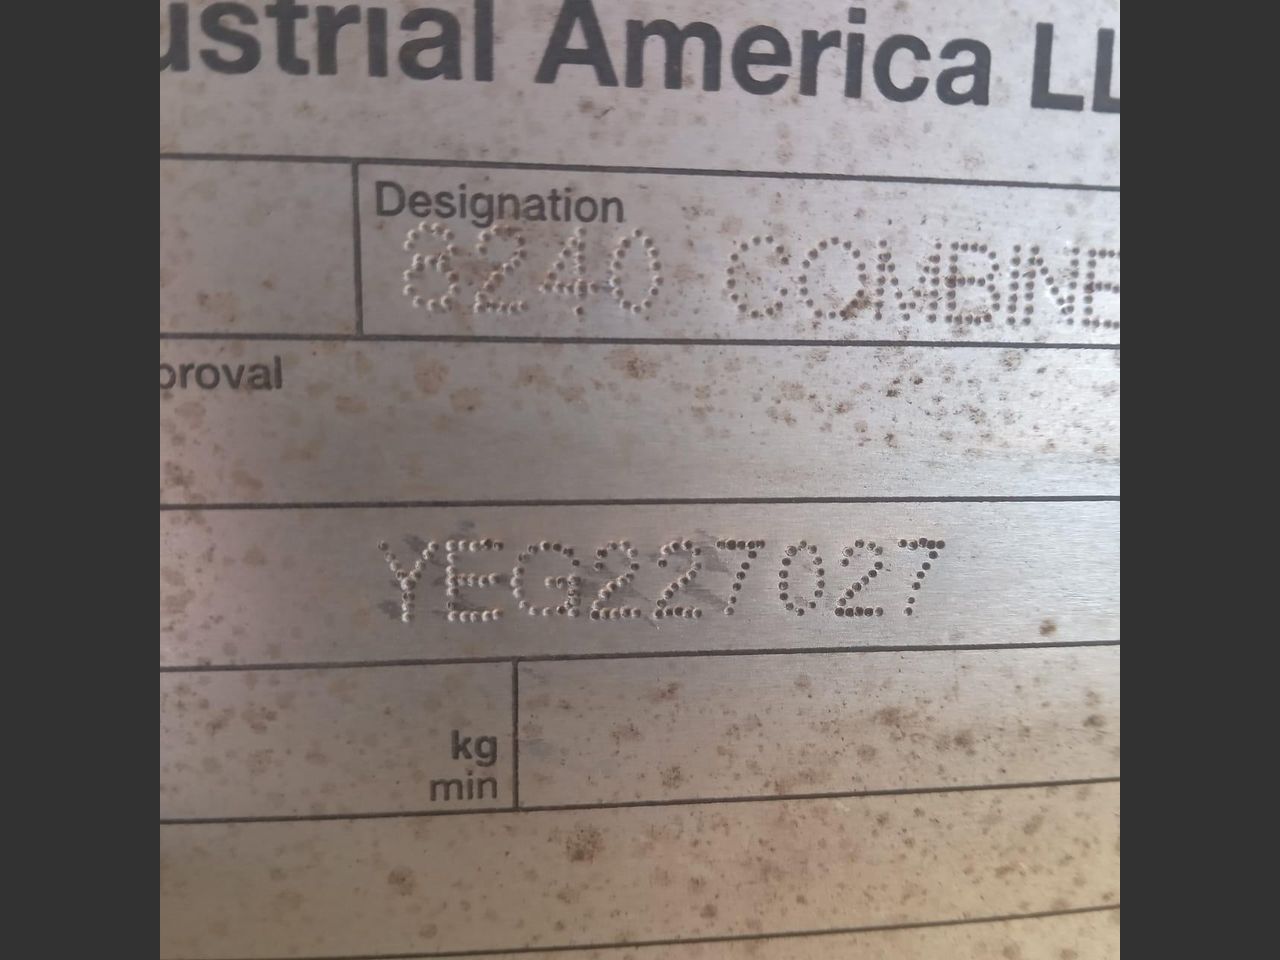 ustrial America LL
Designation
8240 COMBINE
proval
YEG227027
kg
min